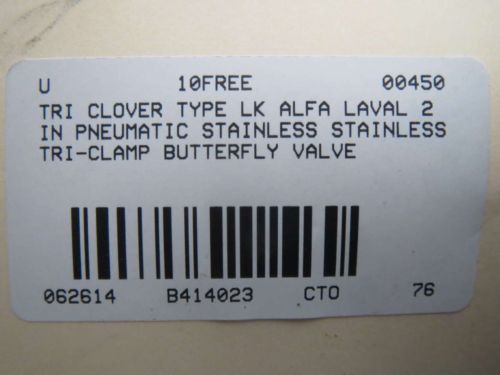 U 10FREE 00450
TRI CLOVER TYPE LK ALFA LAVAL 2
IN PNEUMATIC STAINLESS STAINLESS
TRI-CLAMP BUTTERFLY VALVE
062614 B414023 CTO 76